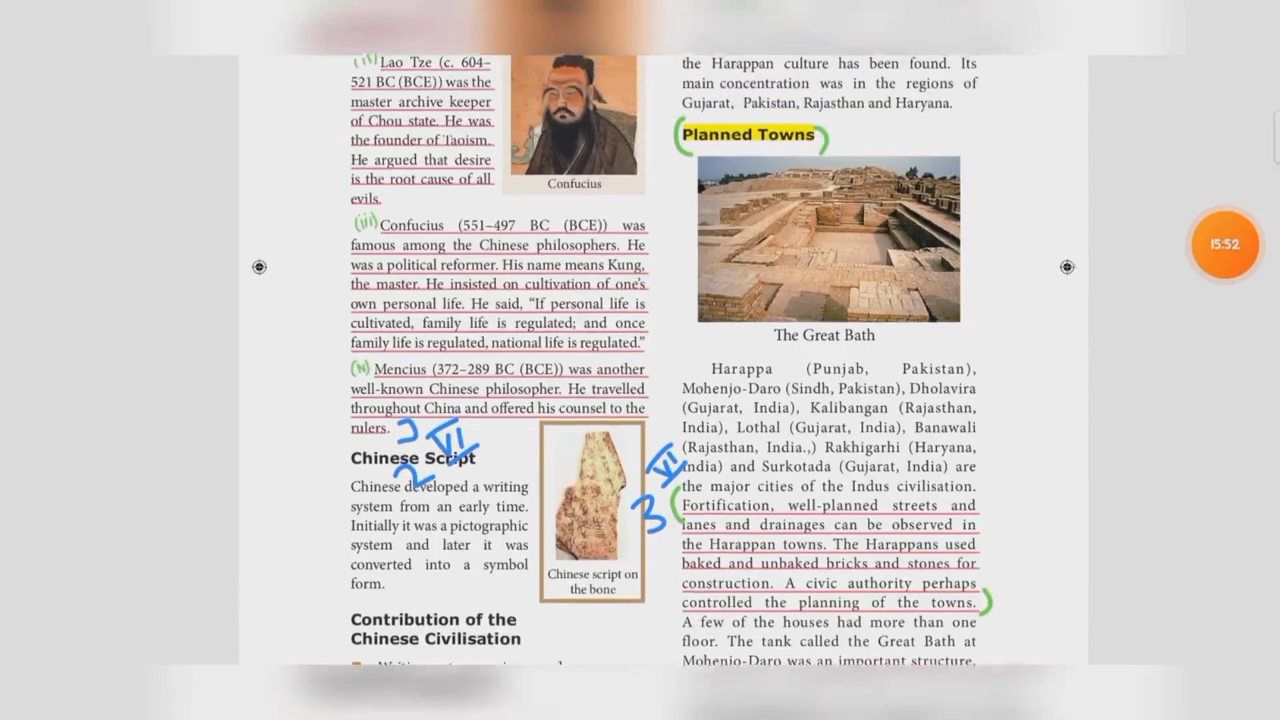 (ii) Lao Tze (c. 604–
521 BC (BCE)) was the
master archive keeper
of Chou state. He was
the founder of Taoism.
He argued that desire
is the root cause of all
evils.
Confucius
(iii) Confucius (551–497 BC (BCE)) was
famous among the Chinese philosophers. He
was a political reformer. His name means Kung,
the master. He insisted on cultivation of one's
own personal life. He said, “If personal life is
cultivated, family life is regulated; and once
family life is regulated, national life is regulated.”
Mencius (372–289 BC (BCE)) was another
well-known Chinese philosopher. He travelled
throughout China and offered his counsel to the
rulers.
VI
2
Chinese Script
Chinese developed a writing
system from an early time.
Initially it was a pictographic
system and later it was
converted into a symbol
form.
Chinese script on
the bone
Contribution of the
Chinese Civilisation
the Harappan culture has been found. Its
main concentration was in the regions of
Gujarat, Pakistan, Rajasthan and Haryana.
Planned Towns
The Great Bath
VI
3
Harappa (Punjab, Pakistan),
Mohenjo-Daro (Sindh, Pakistan), Dholavira
(Gujarat, India), Kalibangan (Rajasthan,
India), Lothal (Gujarat, India), Banawali
(Rajasthan, India.,) Rakhigarhi (Haryana,
India) and Surkotada (Gujarat, India) are
the major cities of the Indus civilisation.
Fortification, well-planned streets and
lanes and drainages can be observed in
the Harappan towns. The Harappans used
baked and unbaked bricks and stones for
construction. A civic authority perhaps
controlled the planning of the towns.
A few of the houses had more than one
floor. The tank called the Great Bath at
Mohenjo-Daro was an important structure,
15:52